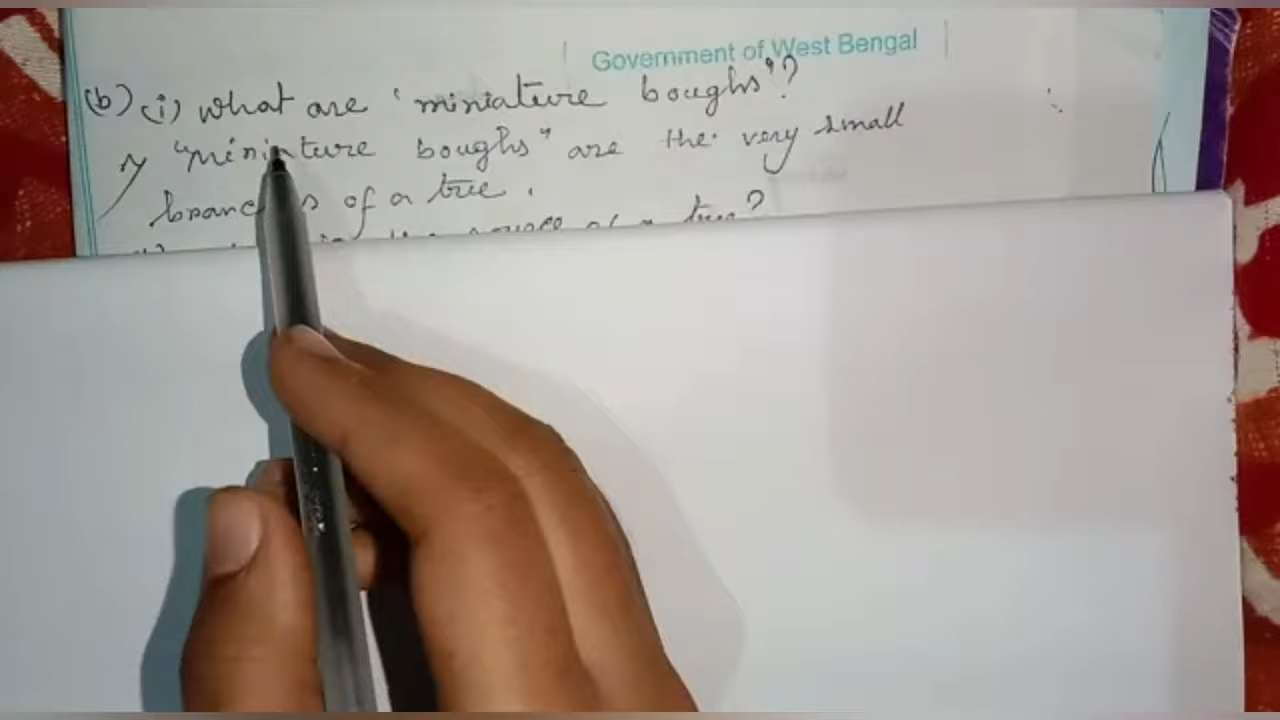 Government of West Bengal
(b) (i) What are 'miniature boughs'?
"miniature boughs" are the very small
of a tree.